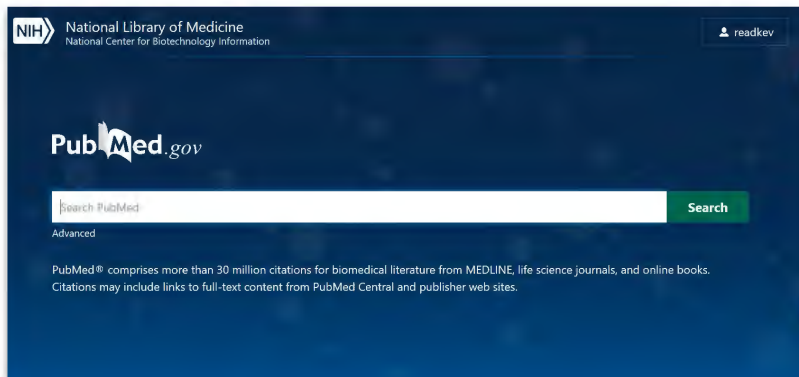 NIH
National Library of Medicine
National Center for Biotechnology Information
readkev
PubMed.gov
Search PubMed
Search
Advanced
PubMed® comprises more than 30 million citations for biomedical literature from MEDLINE, life science journals, and online books.
Citations may include links to full-text content from PubMed Central and publisher web sites.